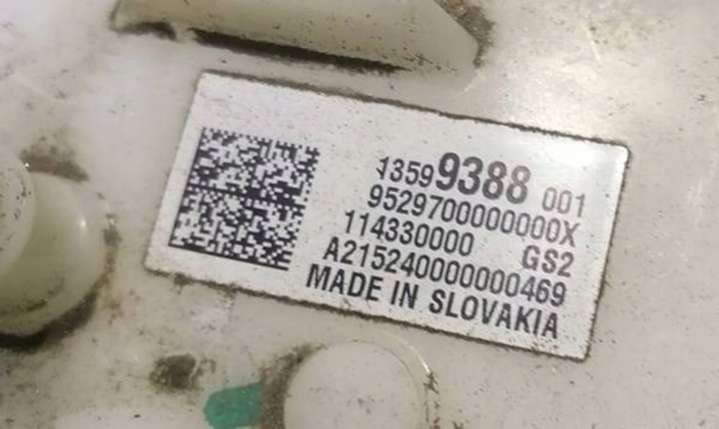 13599388 001
9529700000000X
114330000 GS2
A215240000000469
MADE IN SLOVAKIA